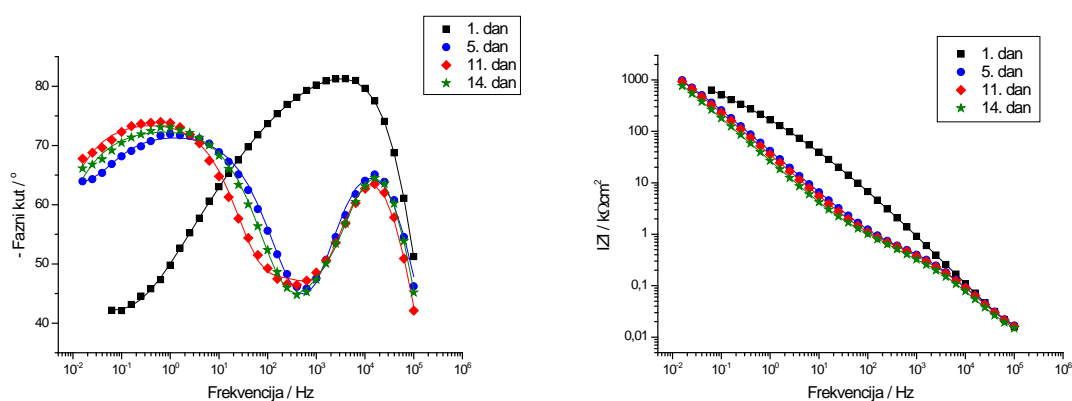 1. dan
5. dan
11. dan
14. dan
80
70
60
50
40
- Fazni kut / °
10-2 10-1 100 101 102 103 104 105 106
Frekvencija / Hz
1. dan
5. dan
11. dan
14. dan
1000
100
10
1
0,1
0,01
|Z| / kΩcm2
10-2 10-1 100 101 102 103 104 105 106
Frekvencija / Hz